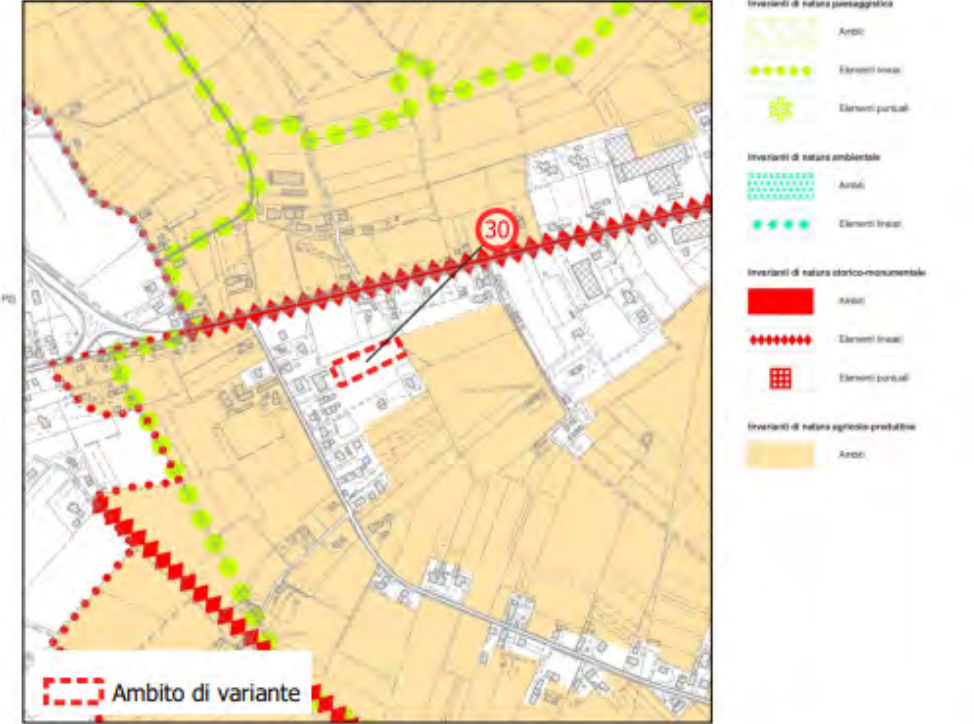 Invarianti di natura paesaggistica
Ambiti
Elementi lineari
Elementi puntuali
Invarianti di natura ambientale
Ambiti
Elementi lineari
Invarianti di natura storico-monumentale
Ambiti
Elementi lineari
Elementi puntuali
Invarianti di natura agricolo-produttiva
Ambiti
30
Ambito di variante